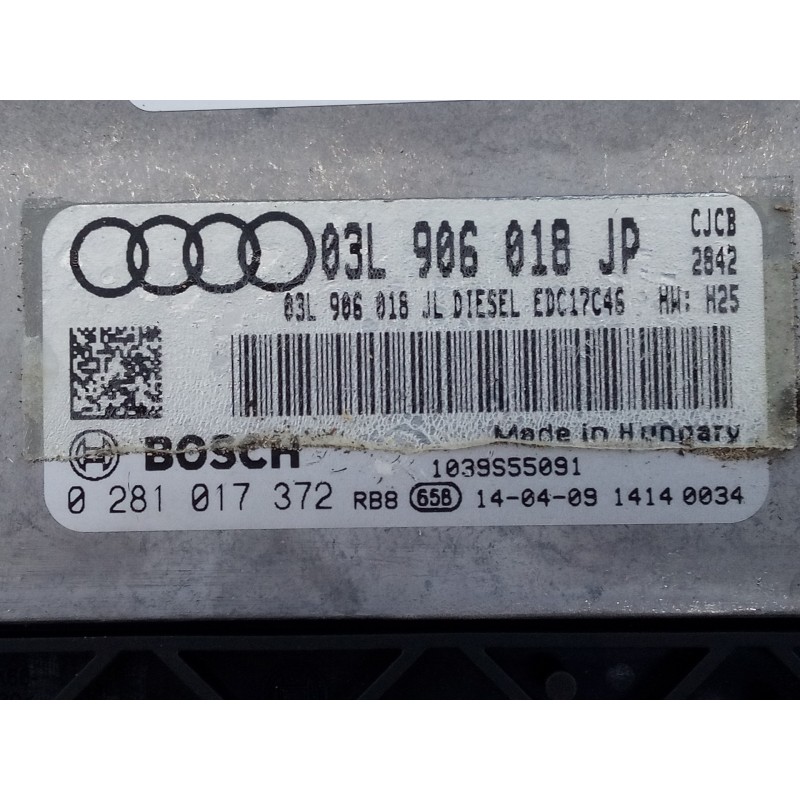 03L 906 018 JP CJCB
2842
03L 906 018 JL DIESEL EDC17C46 HW: H25
Made in Hungary
BOSCH 1039S55091
0 281 017 372 RB8 658 14-04-09 1414 0034